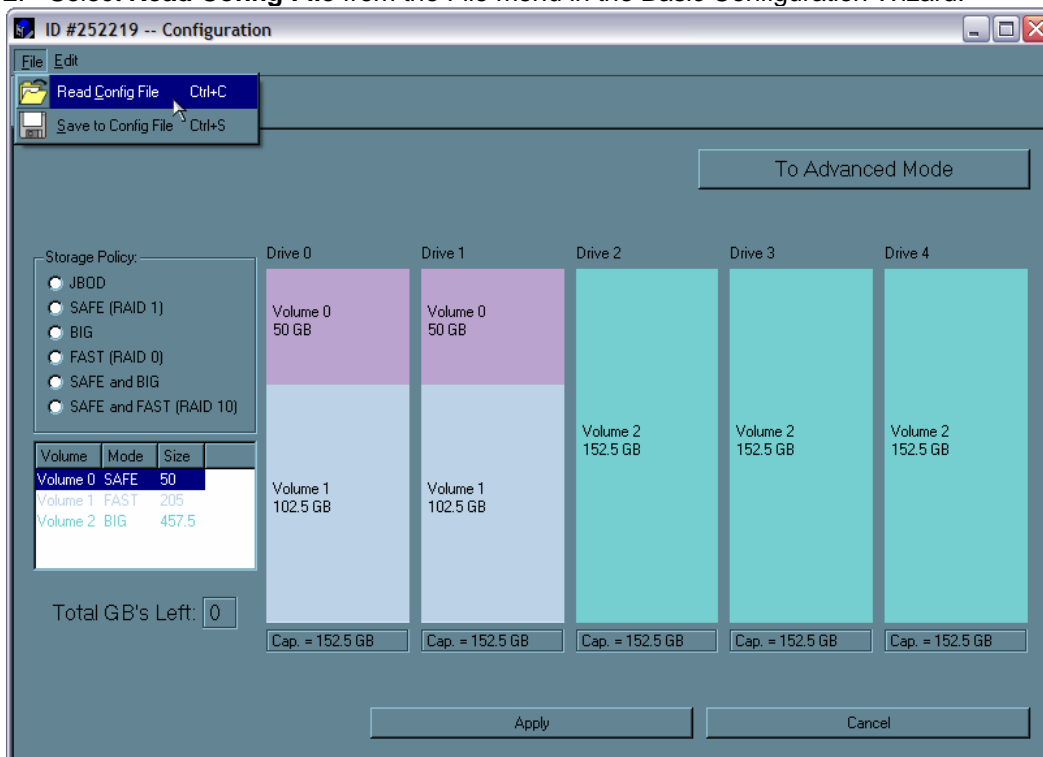 2. Select Read Config File from the File menu in the Basic Configuration Wizard.
ID #252219 -- Configuration
File Edit
Read Config File Ctrl+C
Save to Config File Ctrl+S
To Advanced Mode
Storage Policy:
JBOD
SAFE (RAID 1)
BIG
FAST (RAID 0)
SAFE and BIG
SAFE and FAST (RAID 10)
Volume Mode Size
Volume 0 SAFE 50
Volume 1 FAST 205
Volume 2 BIG 457.5
Total GB's Left: 0
Drive 0
Volume 0
50 GB
Volume 1
102.5 GB
Cap. = 152.5 GB
Drive 1
Volume 0
50 GB
Volume 1
102.5 GB
Cap. = 152.5 GB
Drive 2
Volume 2
152.5 GB
Cap. = 152.5 GB
Drive 3
Volume 2
152.5 GB
Cap. = 152.5 GB
Drive 4
Volume 2
152.5 GB
Cap. = 152.5 GB
Apply
Cancel